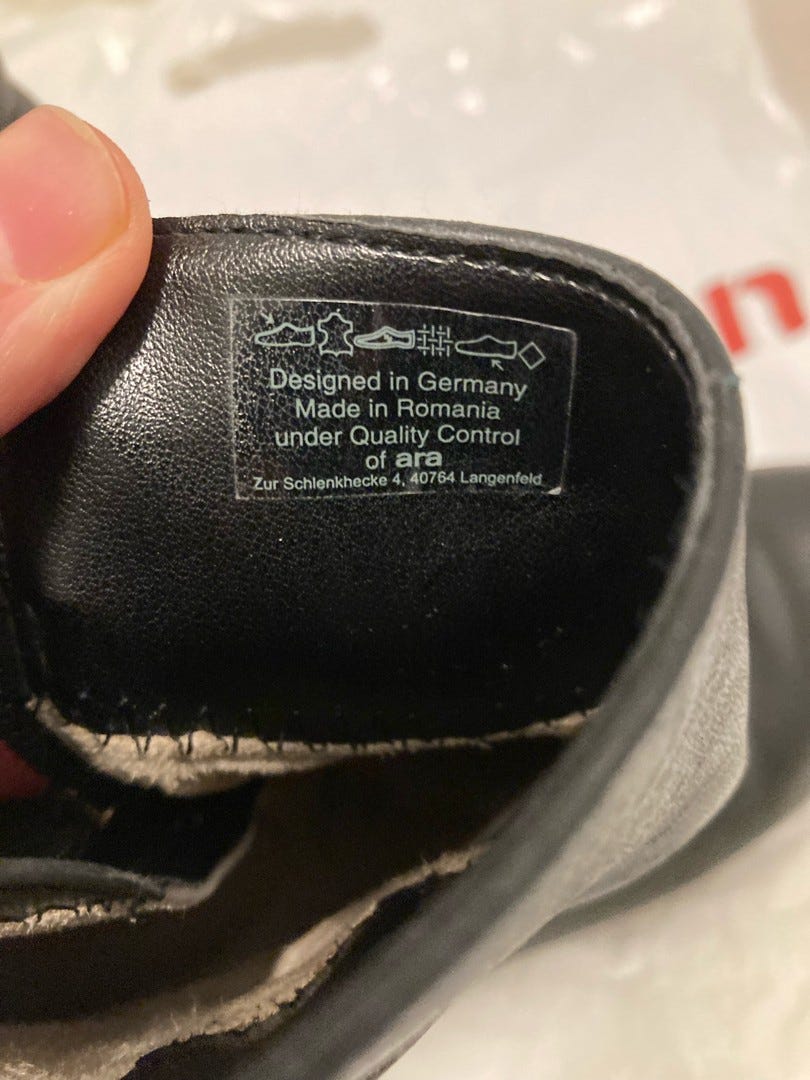 Designed in Germany
Made in Romania
under Quality Control
of ara
Zur Schlenkhecke 4, 40764 Langenfeld
n